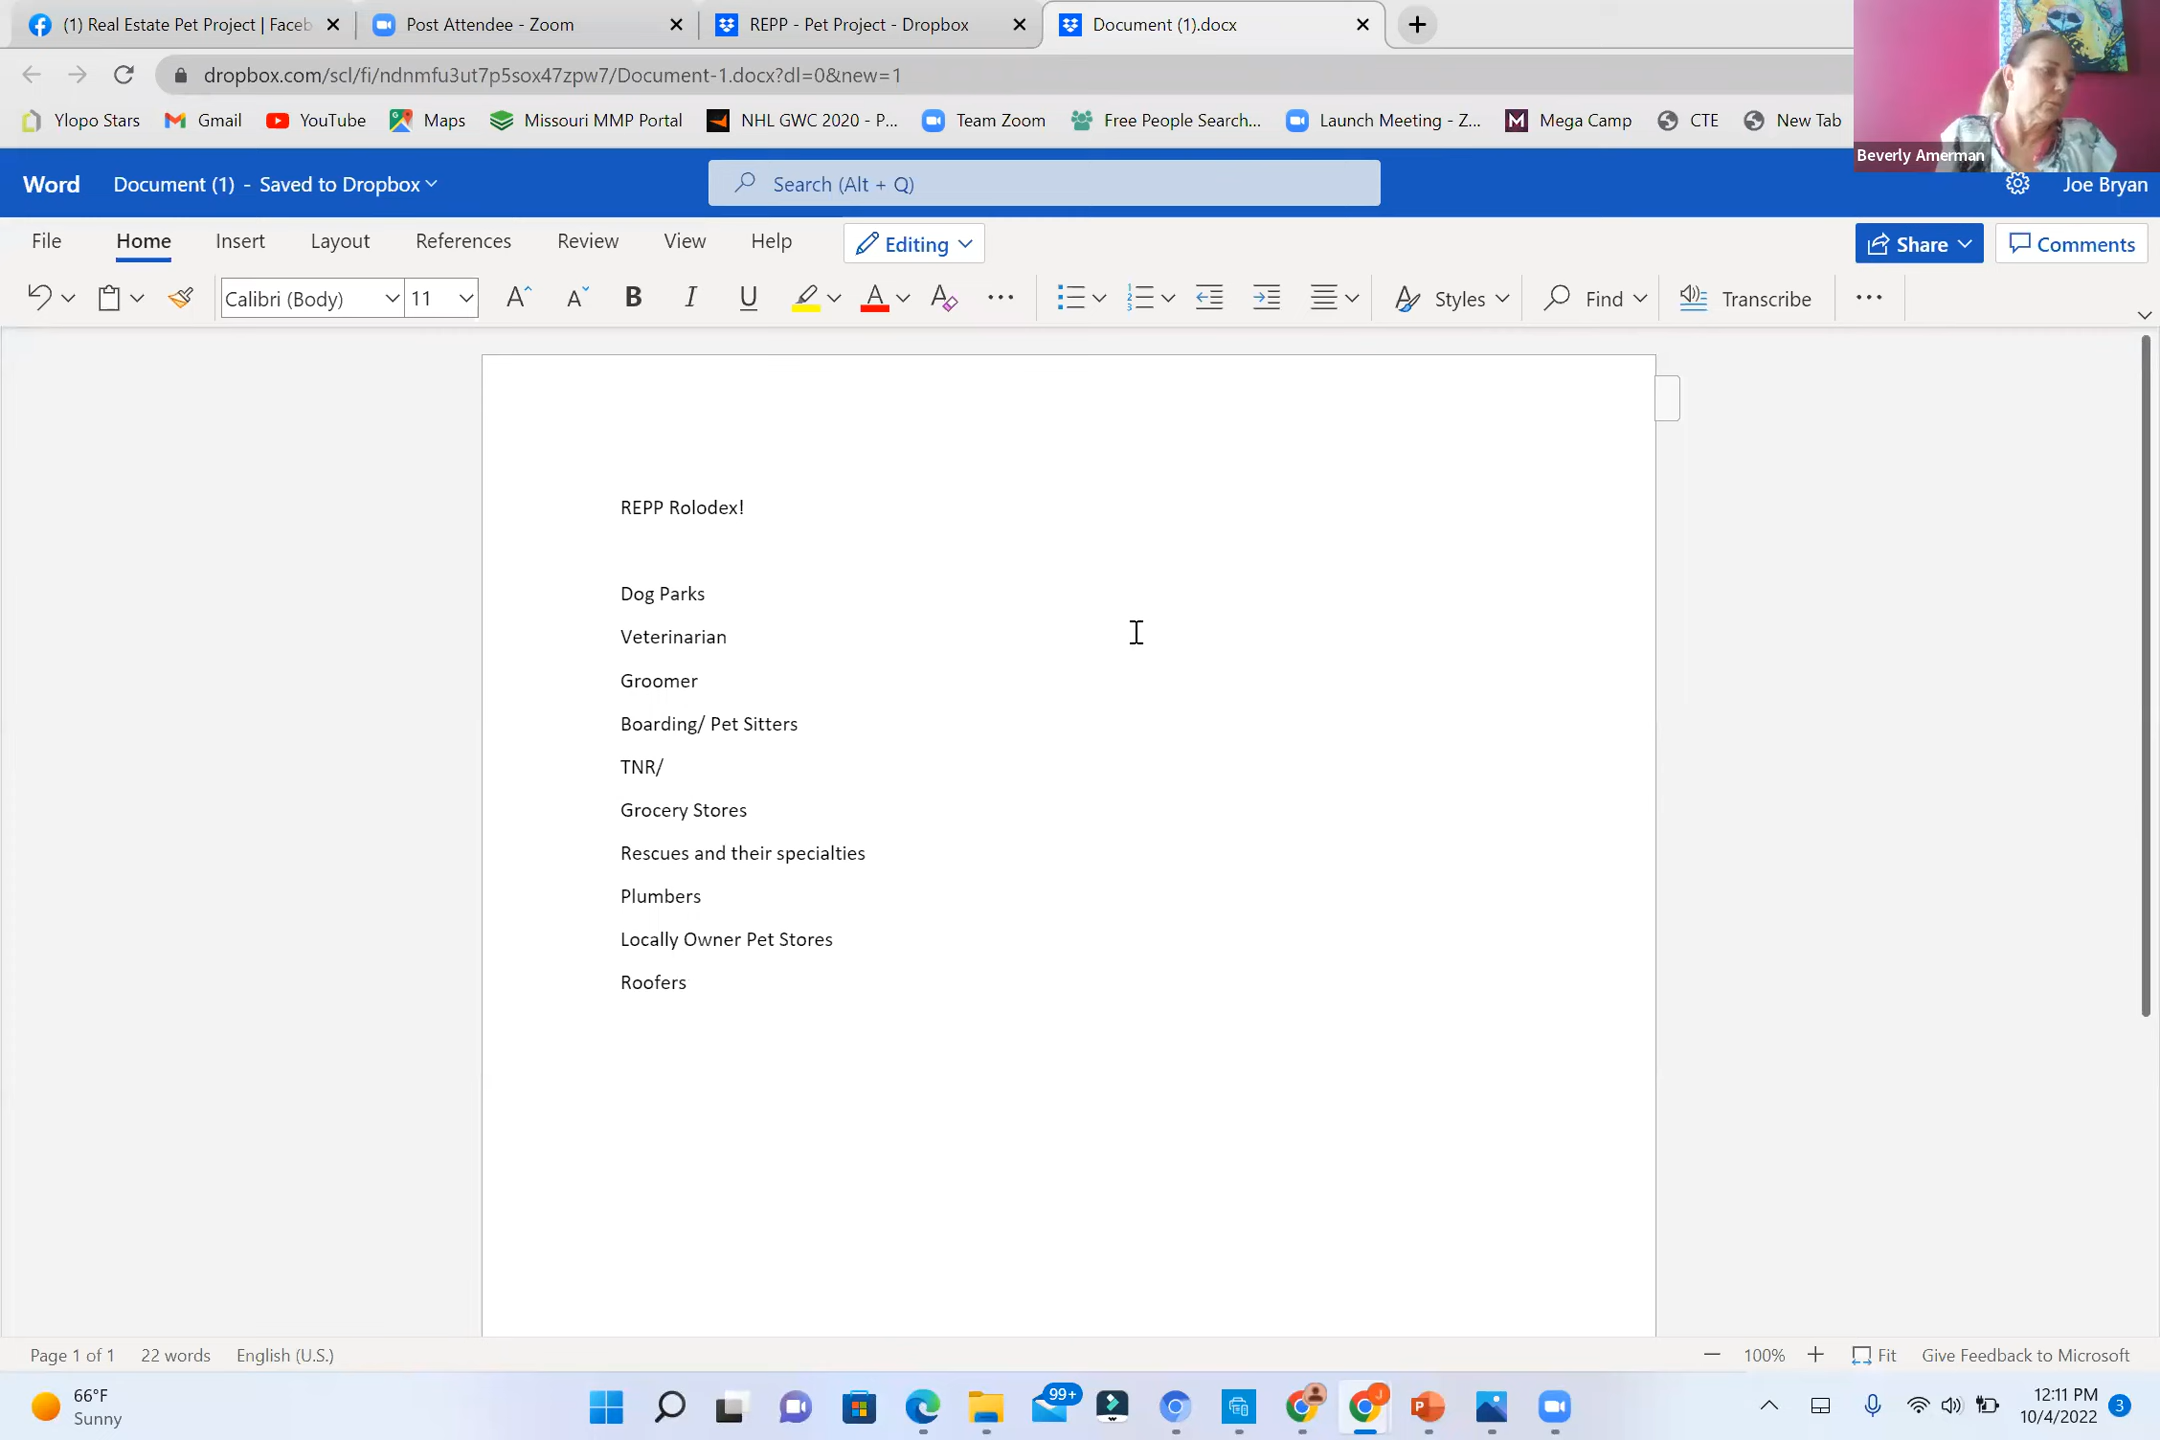 (1) Real Estate Pet Project | Faceb
Post Attendee - Zoom
REPP - Pet Project - Dropbox
Document (1).docx
dropbox.com/scl/fi/ndnmfu3ut7p5sox47zpw7/Document-1.docx?dl=0&new=1
Ylopo Stars
Gmail
YouTube
Maps
Missouri MMP Portal
NHL GWC 2020 - P...
Team Zoom
Free People Search...
Launch Meeting - Z...
Mega Camp
CTE
New Tab
Beverly Amerman
Word
Document (1) - Saved to Dropbox
Search (Alt + Q)
Joe Bryan
File
Home
Insert
Layout
References
Review
View
Help
Editing
Share
Comments
Calibri (Body)
11
Styles
Find
Transcribe
REPP Rolodex!
Dog Parks
Veterinarian
Groomer
Boarding/ Pet Sitters
TNR/
Grocery Stores
Rescues and their specialties
Plumbers
Locally Owner Pet Stores
Roofers
Page 1 of 1
22 words
English (U.S.)
100%
Fit
Give Feedback to Microsoft
66°F
Sunny
99+
12:11 PM
10/4/2022
3